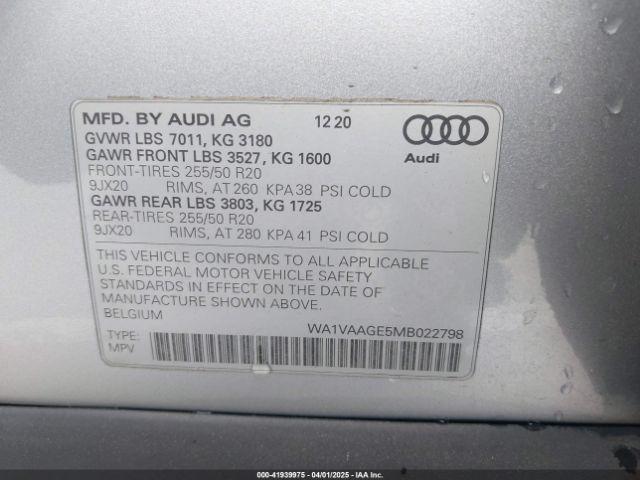 MFD. BY AUDI AG 12 20
GVWR LBS 7011, KG 3180
GAWR FRONT LBS 3527, KG 1600
FRONT-TIRES 255/50 R20
9JX20 RIMS, AT 260 KPA 38 PSI COLD
GAWR REAR LBS 3803, KG 1725
REAR-TIRES 255/50 R20
9JX20 RIMS, AT 280 KPA 41 PSI COLD
Audi
THIS VEHICLE CONFORMS TO ALL APPLICABLE
U.S. FEDERAL MOTOR VEHICLE SAFETY
STANDARDS IN EFFECT ON THE DATE OF
MANUFACTURE SHOWN ABOVE.
BELGIUM
WA1VAAGE5MB022798
TYPE:
MPV
000-41939975 04/01/2025 IAA Inc.